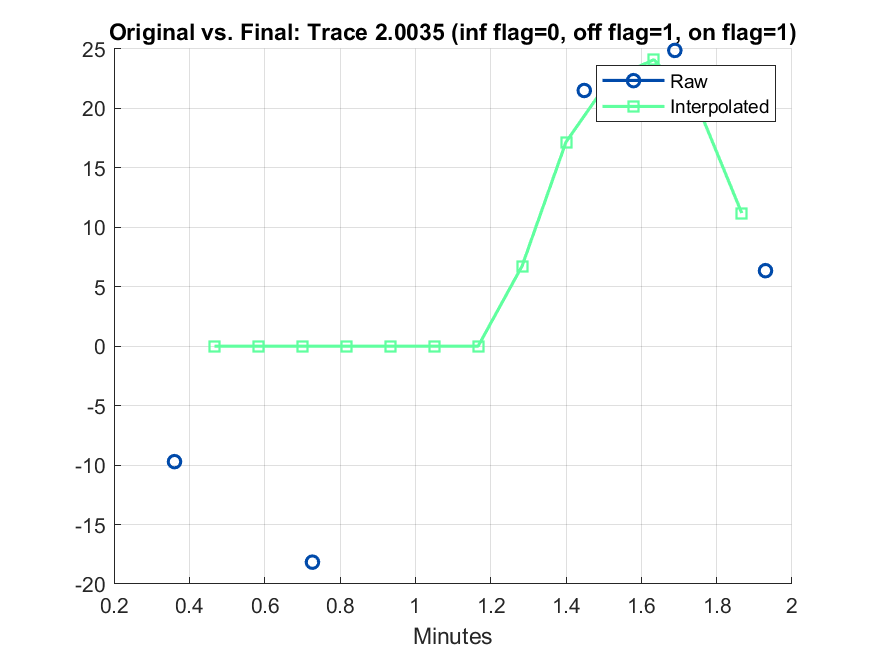 Original vs. Final: Trace 2.0035 (inf flag=0, off flag=1, on flag=1)
25
20
15
10
5
0
-5
-10
-15
-20
Raw
Interpolated
0.2 0.4 0.6 0.8 1 1.2 1.4 1.6 1.8 2
Minutes